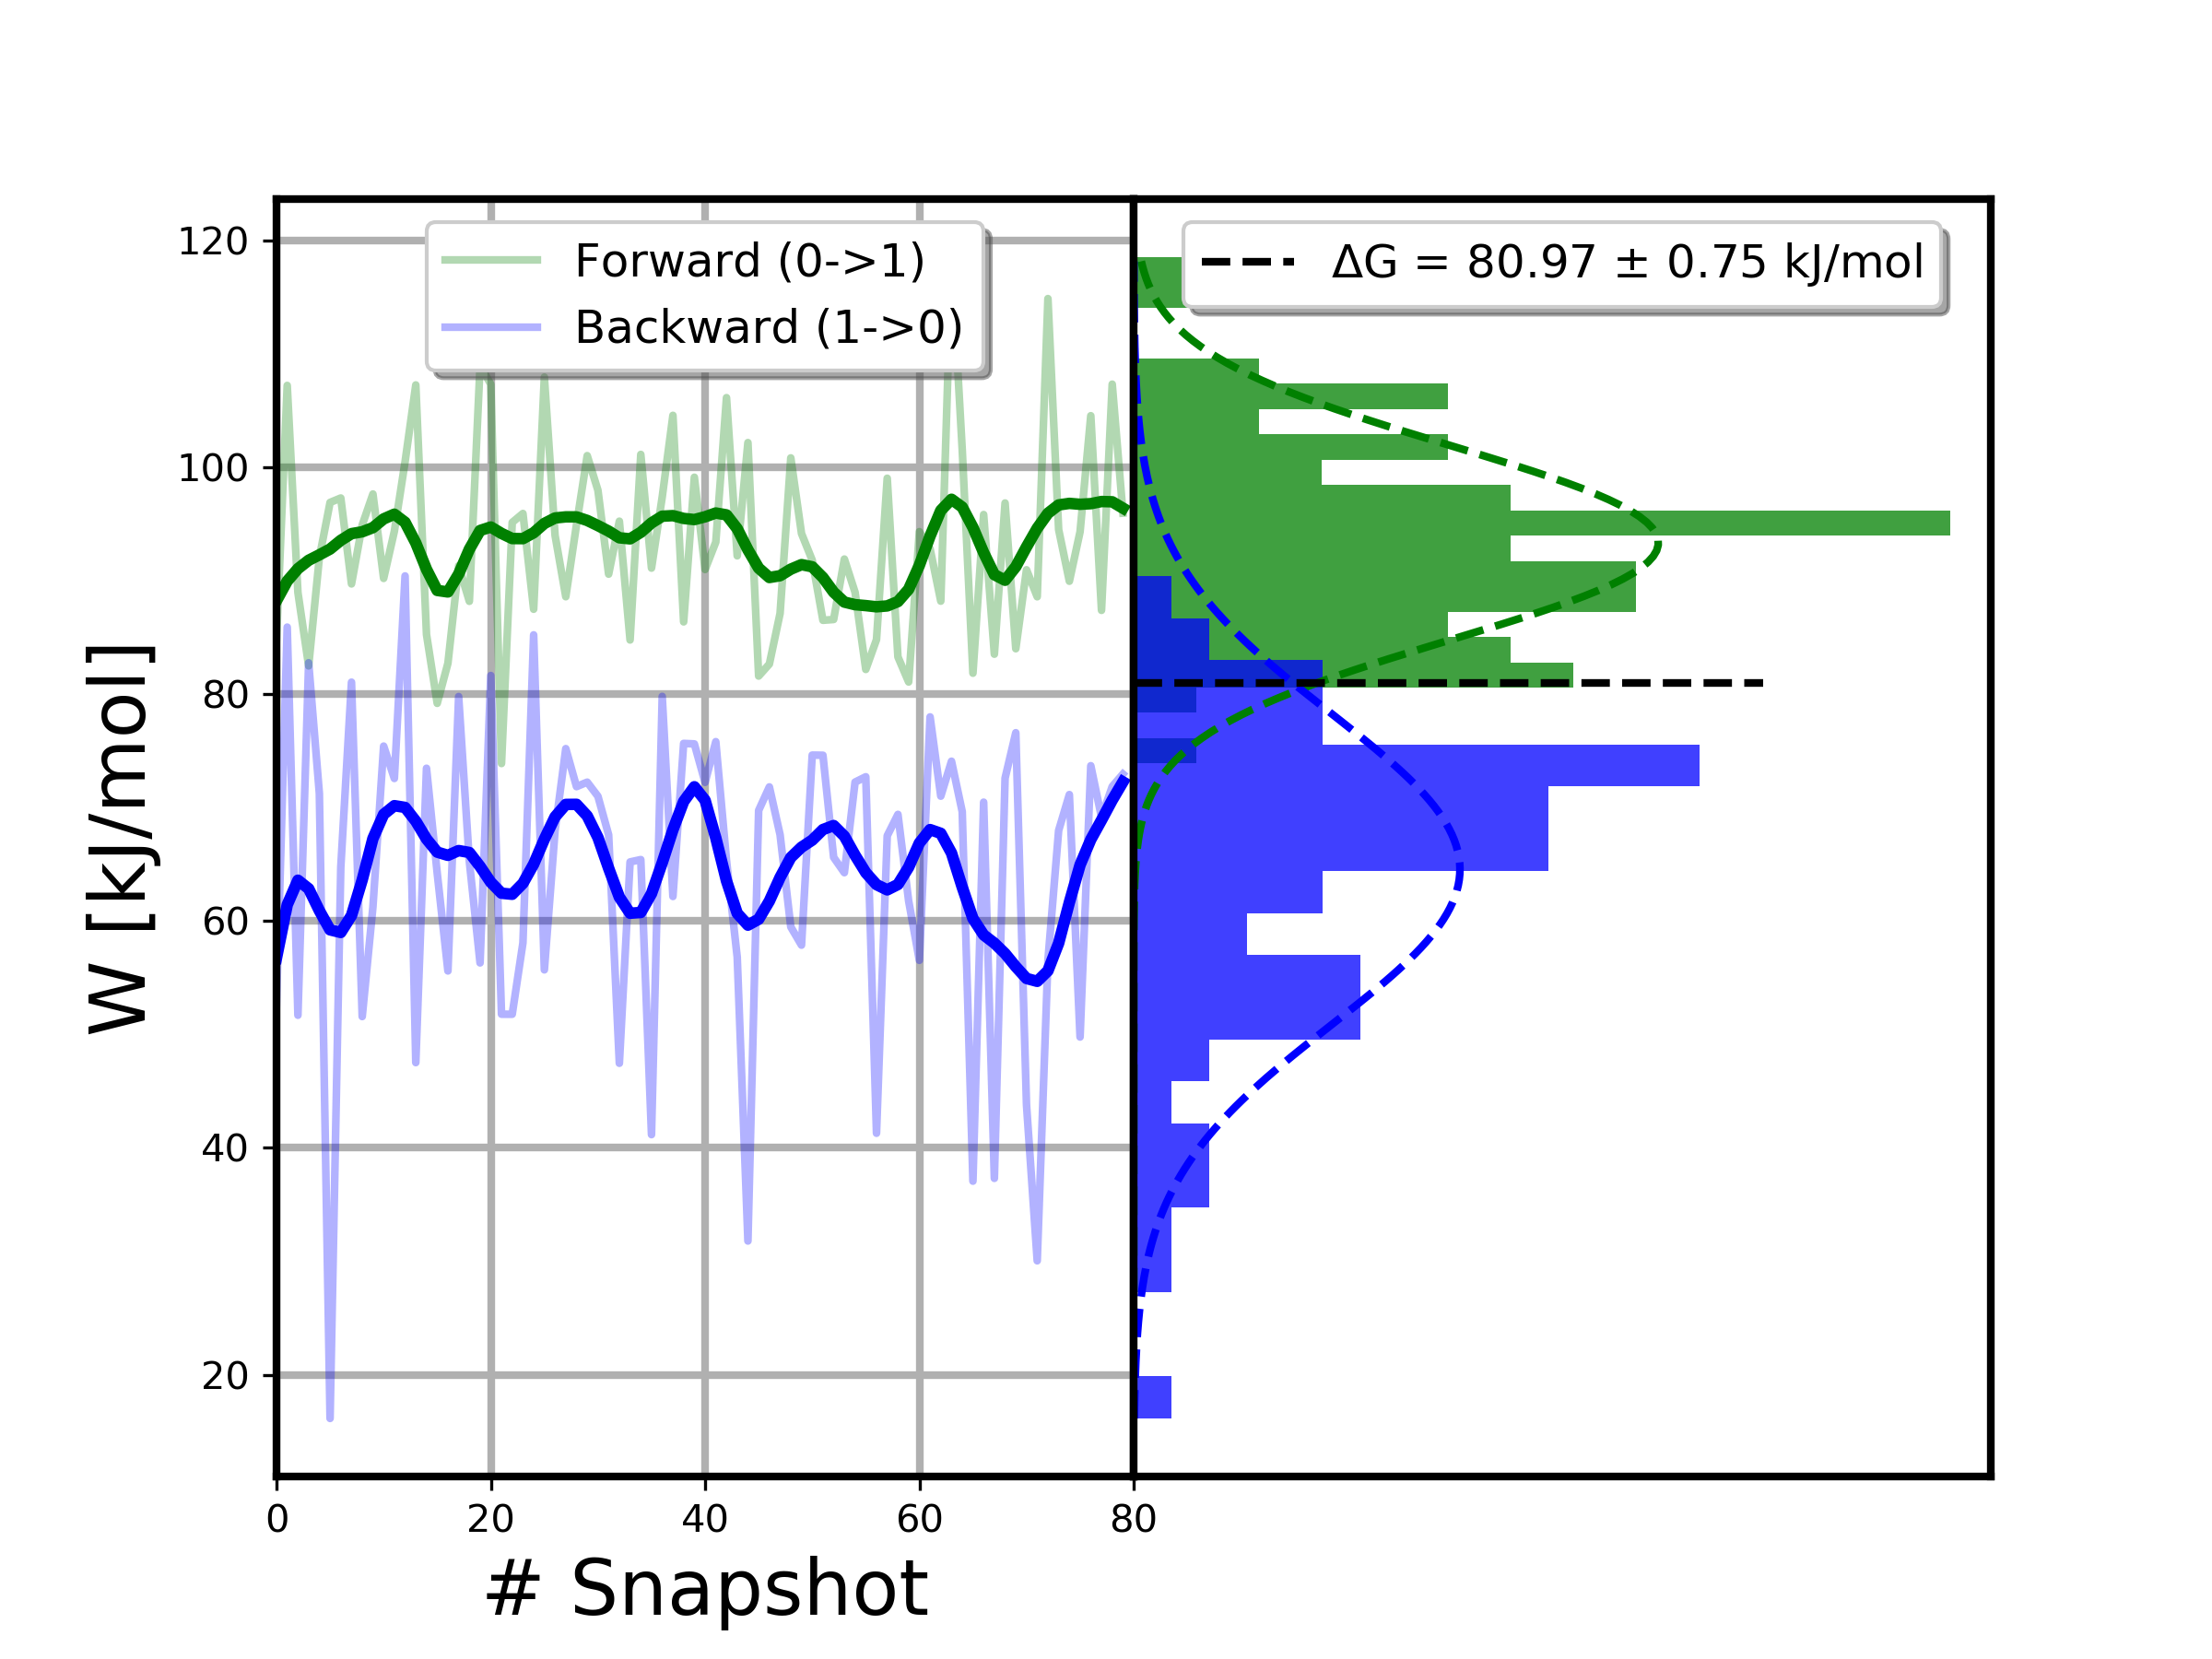 Forward (0->1)
Backward (1->0)
ΔG = 80.97 ± 0.75 kJ/mol
120
100
80
60
40
20
W [kJ/mol]
0 20 40 60 80
# Snapshot